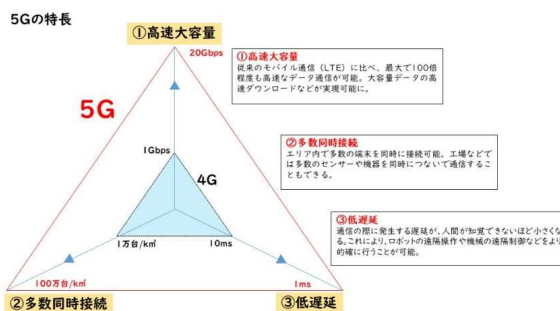 5Gの特長
①高速大容量
20Gbps
①高速大容量
従来のモバイル通信（LTE）に比べ、最大で100倍
程度も高速なデータ通信が可能。大容量データの高
速ダウンロードなどが実現可能に。
5G
1Gbps
4G
②多数同時接続
エリア内で多数の端末を同時に接続可能。工場などで
は多数のセンサーや機器を同時につないで通信するこ
ともできる。
1万台/k㎡
10ms
③低遅延
通信の際に発生する遅延が、人間が知覚できないほど小さくな
る。これにより、ロボットの遠隔操作や機械の遠隔制御などをより
的確に行うことが可能。
100万台/k㎡
1ms
②多数同時接続
③低遅延